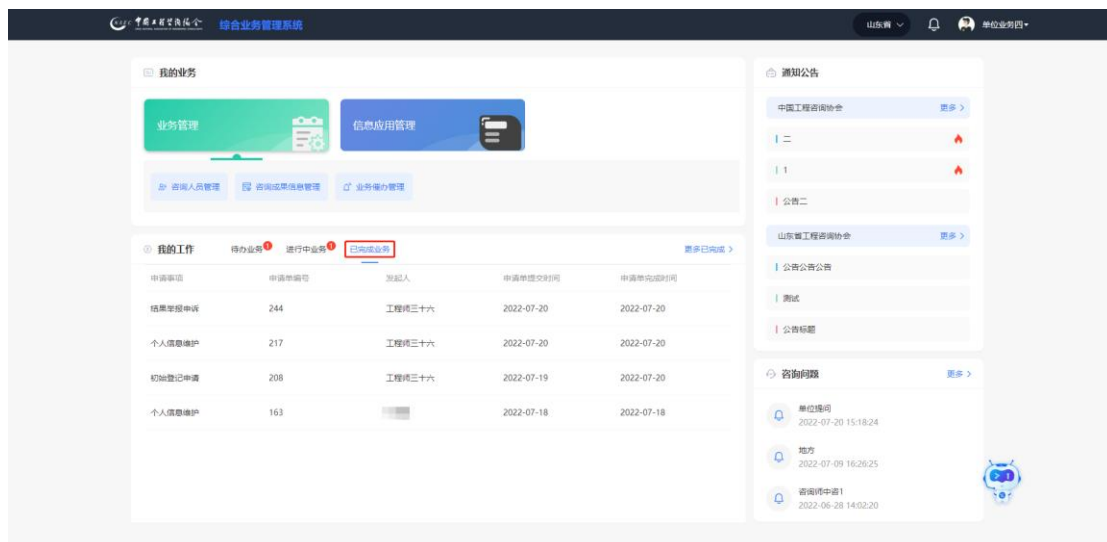 中国工程咨询协会 综合业务管理系统 山东省 单位业务四
我的业务
业务管理 信息应用管理
咨询人员管理 咨询成果信息管理 业务催办管理
我的工作 待办业务 1 进行中业务 1 已完成业务 更多已完成 >
申请事项 申请单编号 发起人 申请单提交时间 申请单完成时间
结果举报申诉 244 工程师三十六 2022-07-20 2022-07-20
个人信息维护 217 工程师三十六 2022-07-20 2022-07-20
初始登记申请 208 工程师三十六 2022-07-19 2022-07-20
个人信息维护 163 2022-07-18 2022-07-18
通知公告
中国工程咨询协会 更多 >
二
1
公告二
山东省工程咨询协会 更多 >
公告公告公告
测试
公告标题
咨询问题 更多 >
单位提问
2022-07-20 15:18:24
地方
2022-07-09 16:26:25
咨询师中咨1
2022-06-28 14:02:20